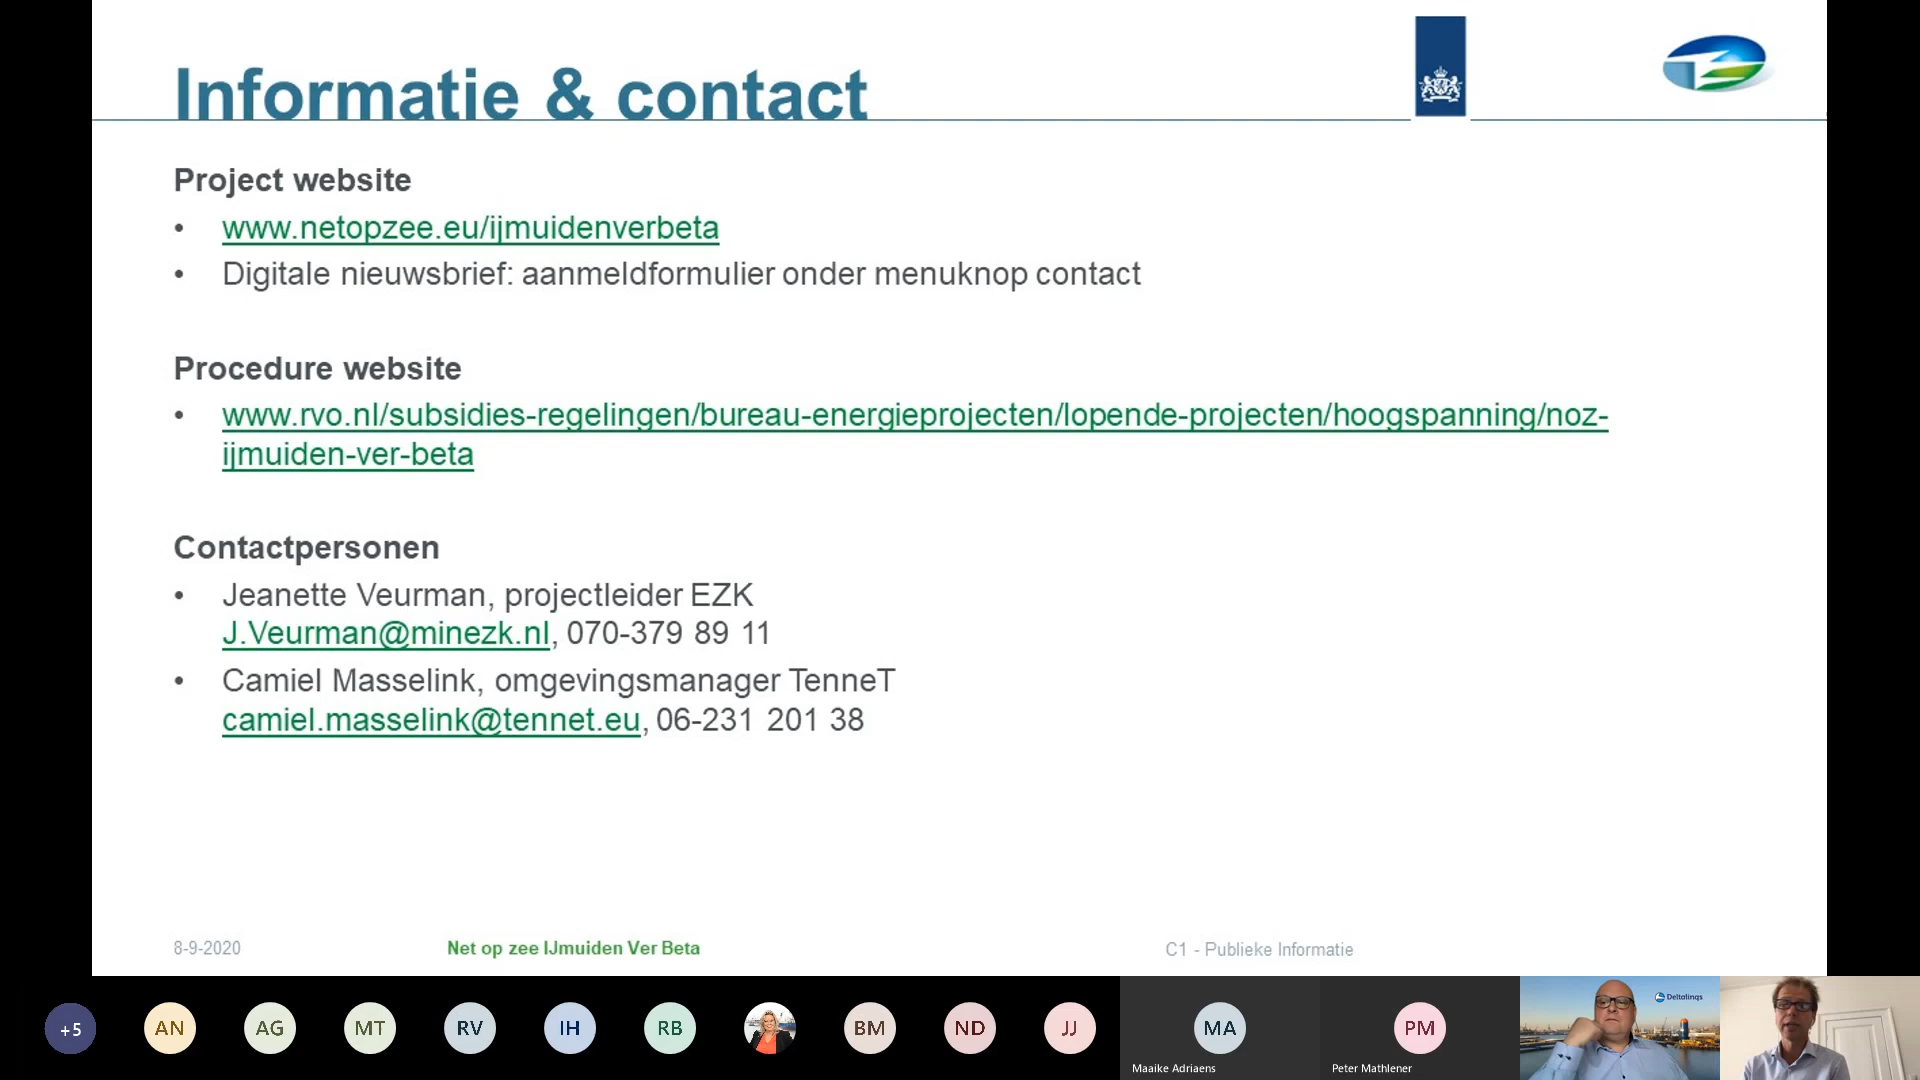 Informatie & contact
Project website
• www.netopzee.eu/ijmuidenverbeta
• Digitale nieuwsbrief: aanmeldformulier onder menuknop contact
Procedure website
• www.rvo.nl/subsidies-regelingen/bureau-energieprojecten/lopende-projecten/hoogspanning/noz-
ijmuiden-ver-beta
Contactpersonen
• Jeanette Veurman, projectleider EZK
J.Veurman@minezk.nl, 070-379 89 11
• Camiel Masselink, omgevingsmanager TenneT
camiel.masselink@tennet.eu, 06-231 201 38
8-9-2020 Net op zee IJmuiden Ver Beta C1 - Publieke Informatie
+5 AN AG MT RV IH RB BM ND JJ MA PM
Deltalinqs
Maaike Adriaens Peter Mathlener